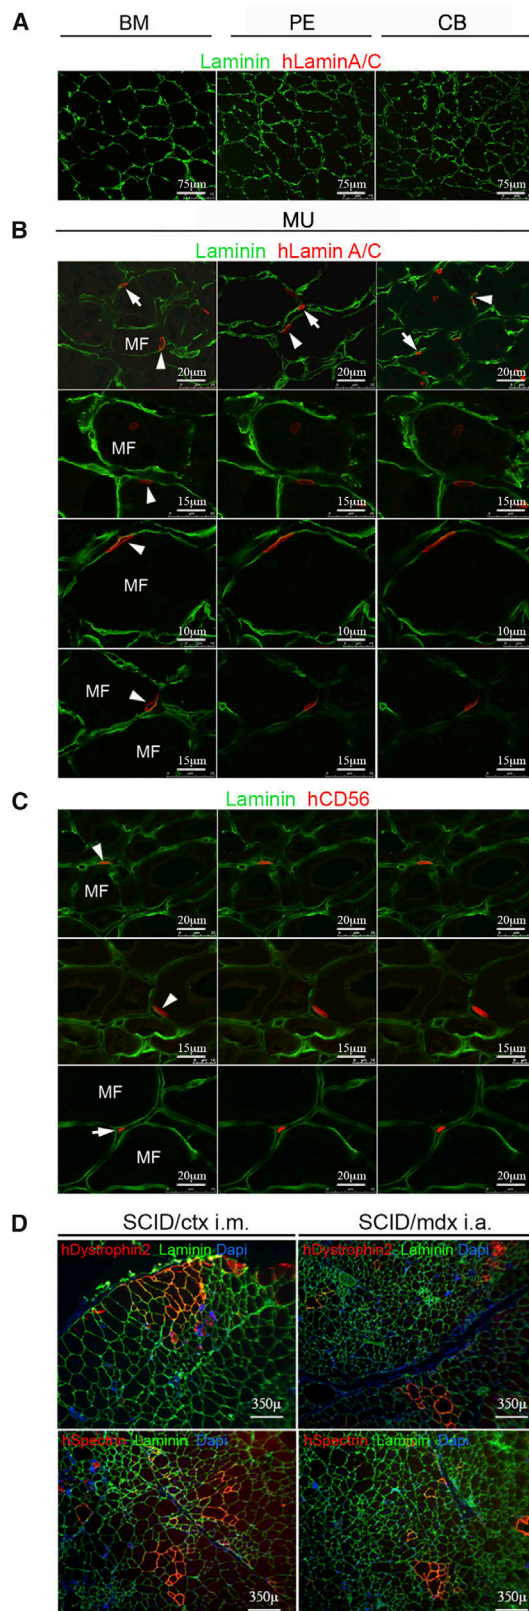 A
BM PE CB
Laminin hLaminA/C
75µm 75µm 75µm
B
MU
Laminin hLamin A/C
MF
20µm 20µm 20µm
MF
15µm 15µm 15µm
MF
10µm 10µm 10µm
MF
MF
15µm 15µm 15µm
C
Laminin hCD56
MF
20µm 20µm 20µm
15µm 15µm 15µm
MF
MF
20µm 20µm 20µm
D
SCID/ctx i.m. SCID/mdx i.a.
hDystrophin2 Laminin Dapi hDystrophin2 Laminin Dapi
350µ 350µ
hSpectrin Laminin Dapi hSpectrin Laminin Dapi
350µ 350µ